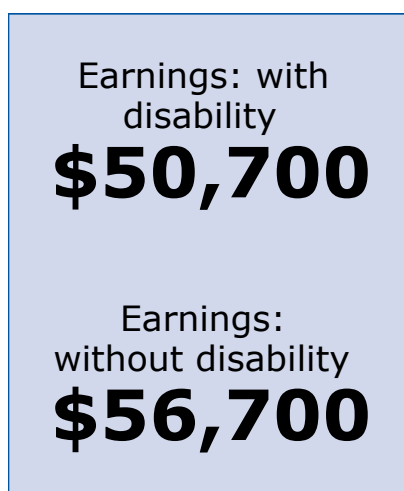 Earnings: with
disability
$50,700
Earnings:
without disability
$56,700